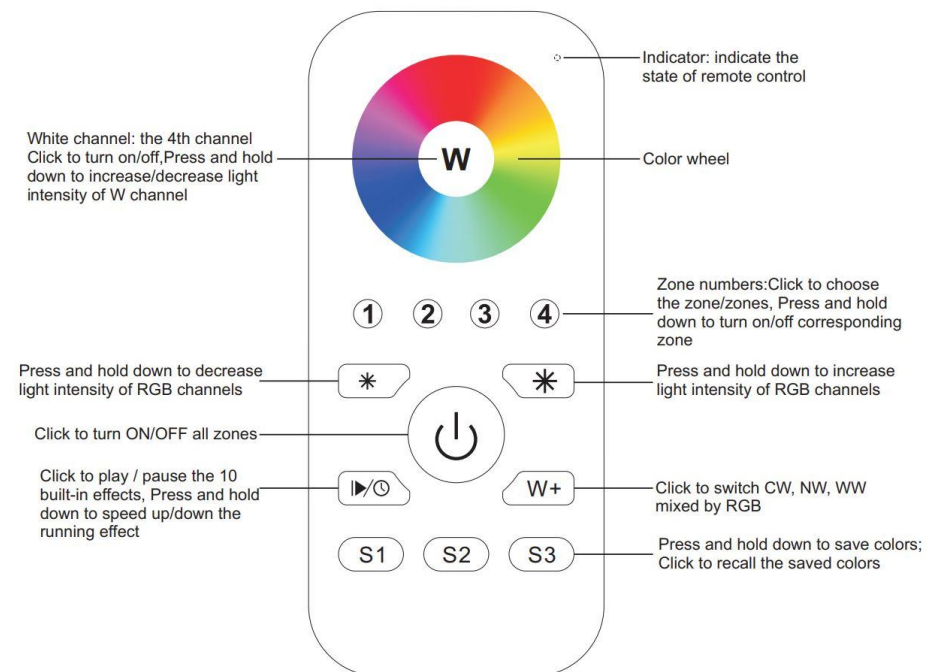 Indicator: indicate the
state of remote control
White channel: the 4th channel
Click to turn on/off,Press and hold
down to increase/decrease light
intensity of W channel
W
Color wheel
Zone numbers:Click to choose
the zone/zones, Press and hold
down to turn on/off corresponding
zone
1 2 3 4
Press and hold down to decrease
light intensity of RGB channels
Press and hold down to increase
light intensity of RGB channels
Click to turn ON/OFF all zones
Click to play / pause the 10
built-in effects, Press and hold
down to speed up/down the
running effect
W+
Click to switch CW, NW, WW
mixed by RGB
S1 S2 S3
Press and hold down to save colors;
Click to recall the saved colors